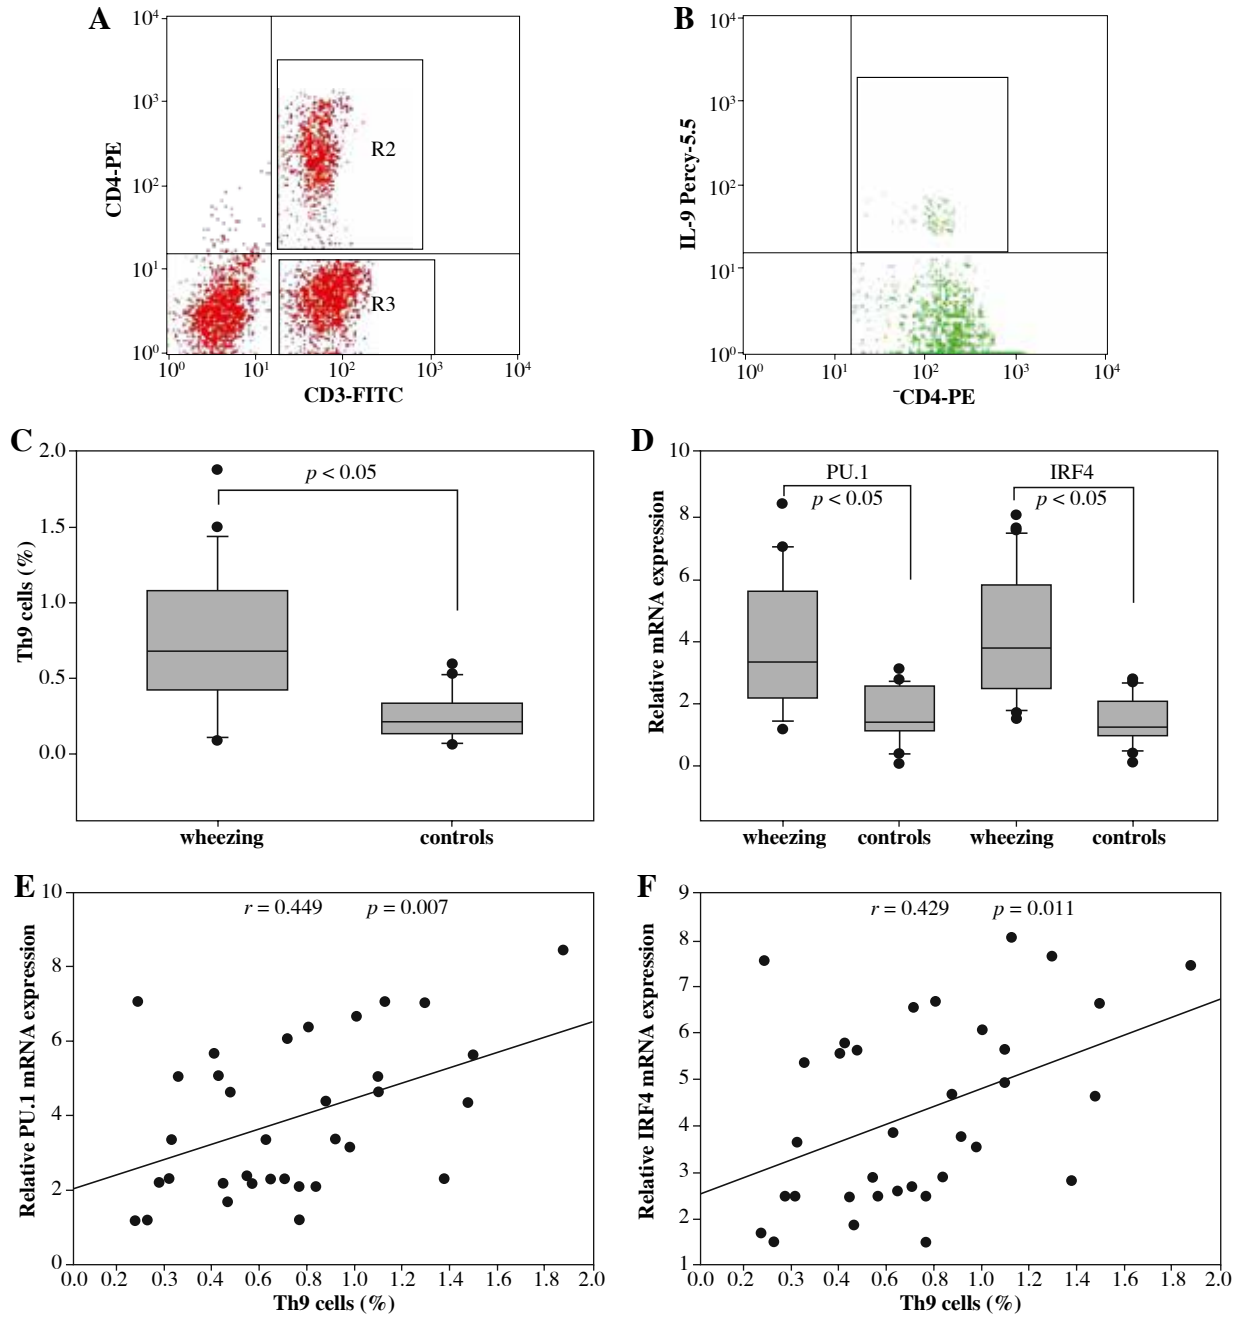 A
B
10⁴
10³
10²
10¹
10⁰
CD4-PE
R2
R3
10⁰ 10¹ 10² 10³ 10⁴
CD3-FITC
10⁴
10³
10²
10¹
10⁰
IL-9 Percy-5.5
10⁰ 10¹ 10² 10³ 10⁴
⁻CD4-PE
C
2.0
1.5
1.0
0.5
0.0
Th9 cells (%)
p < 0.05
wheezing controls
D
10
8
6
4
2
0
Relative mRNA expression
PU.1
p < 0.05
IRF4
p < 0.05
wheezing controls wheezing controls
E
10
8
6
4
2
0
Relative PU.1 mRNA expression
r = 0.449 p = 0.007
0.0 0.2 0.3 0.4 0.6 0.8 1.0 1.2 1.4 1.6 1.8 2.0
Th9 cells (%)
F
9
8
7
6
5
4
3
2
1
Relative IRF4 mRNA expression
r = 0.429 p = 0.011
0.0 0.2 0.3 0.6 0.8 1.0 1.2 1.4 1.6 1.8 2.0
Th9 cells (%)